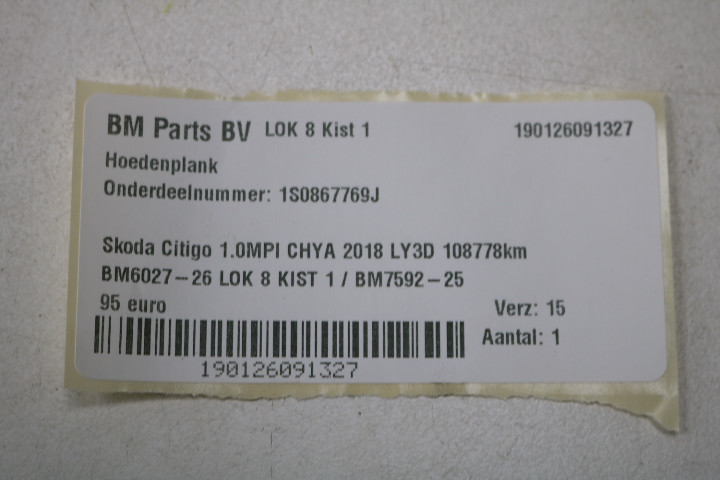 BM Parts BV LOK 8 Kist 1 190126091327
Hoedenplank
Onderdeelnummer: 1S0867769J
Skoda Citigo 1.0MPI CHYA 2018 LY3D 108778km
BM6027-26 LOK 8 KIST 1 / BM7592-25
95 euro Verz: 15
Aantal: 1
190126091327